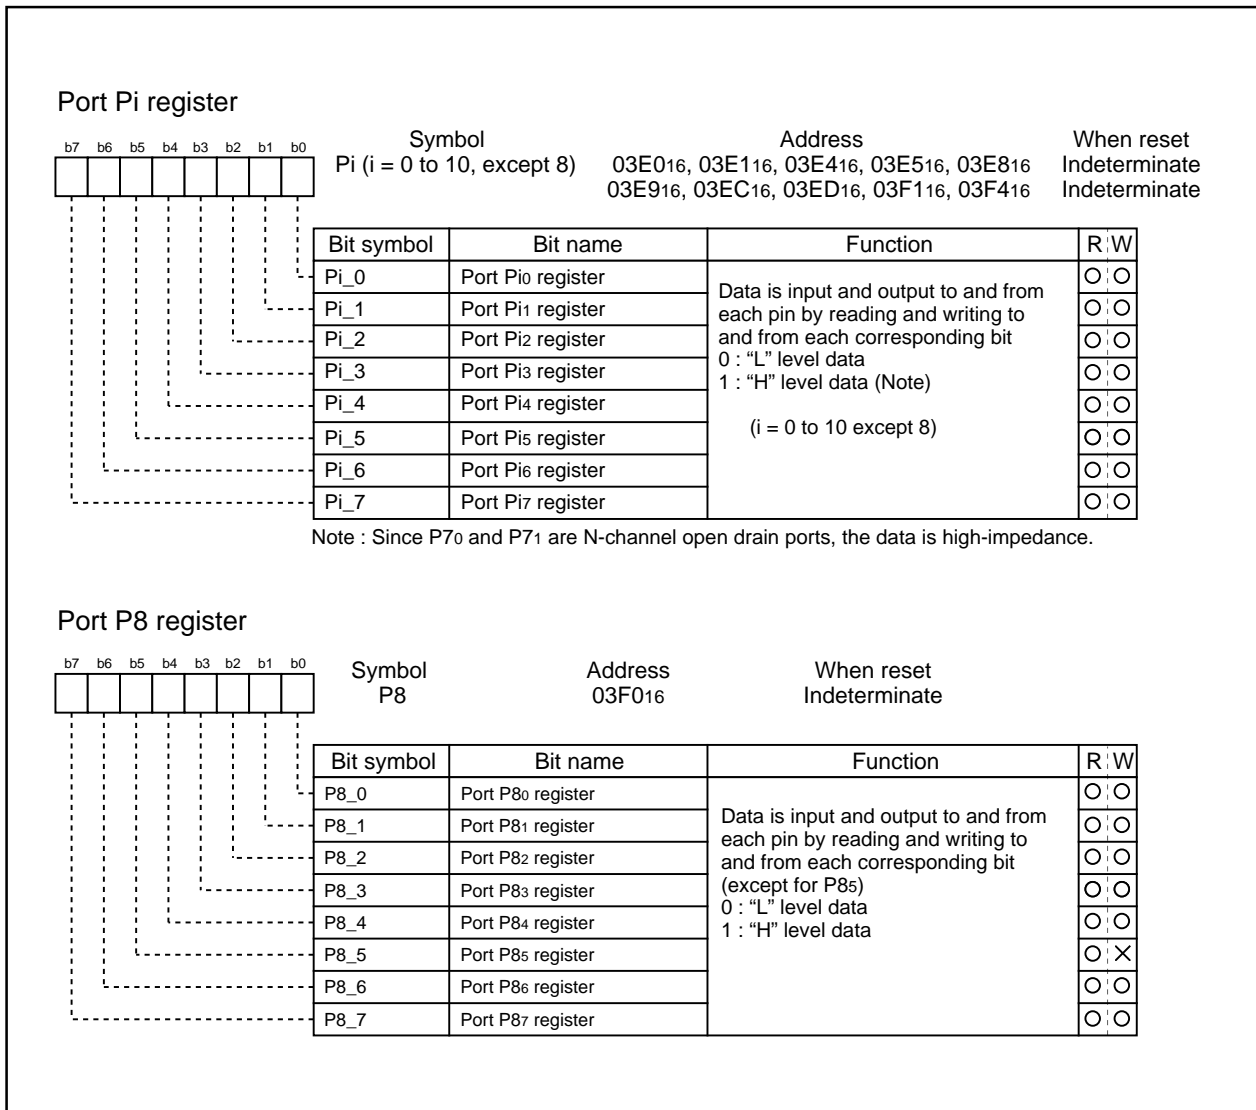 Port Pi register
b7 b6 b5 b4 b3 b2 b1 b0
Symbol Address When reset
Pi (i = 0 to 10, except 8) 03E016, 03E116, 03E416, 03E516, 03E816 Indeterminate
03E916, 03EC16, 03ED16, 03F116, 03F416 Indeterminate
Bit symbol Bit name Function R W
Pi_0 Port Pi0 register
Pi_1 Port Pi1 register
Pi_2 Port Pi2 register
Pi_3 Port Pi3 register
Pi_4 Port Pi4 register
Pi_5 Port Pi5 register
Pi_6 Port Pi6 register
Pi_7 Port Pi7 register
Data is input and output to and from
each pin by reading and writing to
and from each corresponding bit
0 : “L” level data
1 : “H” level data (Note)
(i = 0 to 10 except 8)
Note : Since P70 and P71 are N-channel open drain ports, the data is high-impedance.
Port P8 register
b7 b6 b5 b4 b3 b2 b1 b0
Symbol Address When reset
P8 03F016 Indeterminate
Bit symbol Bit name Function R W
P8_0 Port P80 register
P8_1 Port P81 register
P8_2 Port P82 register
P8_3 Port P83 register
P8_4 Port P84 register
P8_5 Port P85 register
P8_6 Port P86 register
P8_7 Port P87 register
Data is input and output to and from
each pin by reading and writing to
and from each corresponding bit
(except for P85)
0 : “L” level data
1 : “H” level data